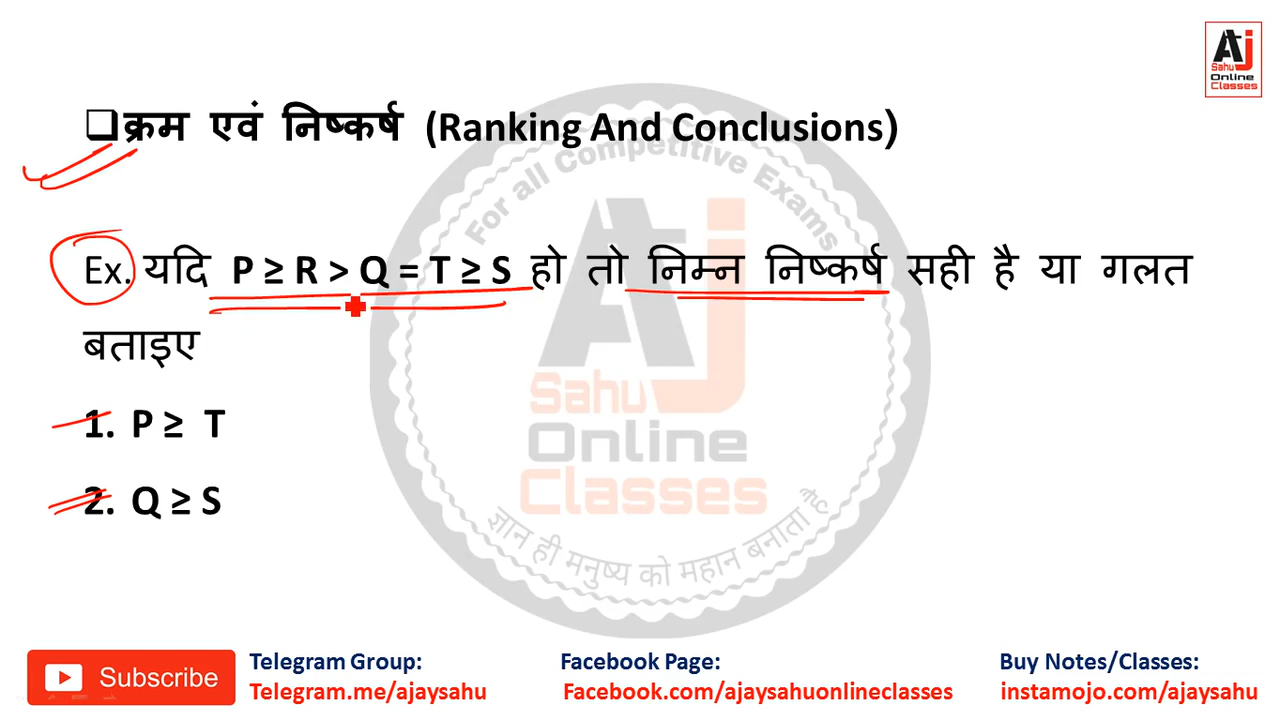 AJ
Sahu
Online
Classes
❑क्रम एवं निष्कर्ष (Ranking And Conclusions)
For all Competitive Exams
Ex. यदि P ≥ R > Q = T ≥ S हो तो निम्न निष्कर्ष सही है या गलत
बताइए
1. P ≥ T
2. Q ≥ S
AJ
Sahu
Online
Classes
ज्ञान ही मनुष्य को महान बनाता है
Subscribe
Telegram Group:
Telegram.me/ajaysahu
Facebook Page:
Facebook.com/ajaysahuonlineclasses
Buy Notes/Classes:
instamojo.com/ajaysahu